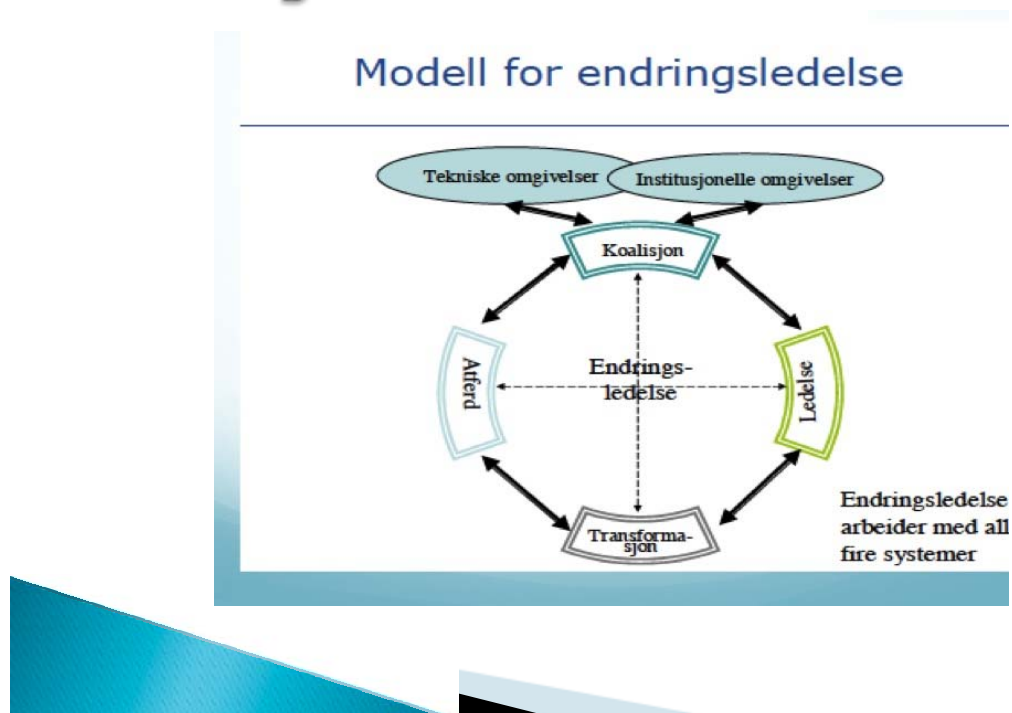 Modell for endringsledelse
Tekniske omgivelser
Institusjonelle omgivelser
Koalisjon
Atferd
Endrings-
ledelse
Ledelse
Transforma-
sjon
Endringsledelse
arbeider med all
fire systemer